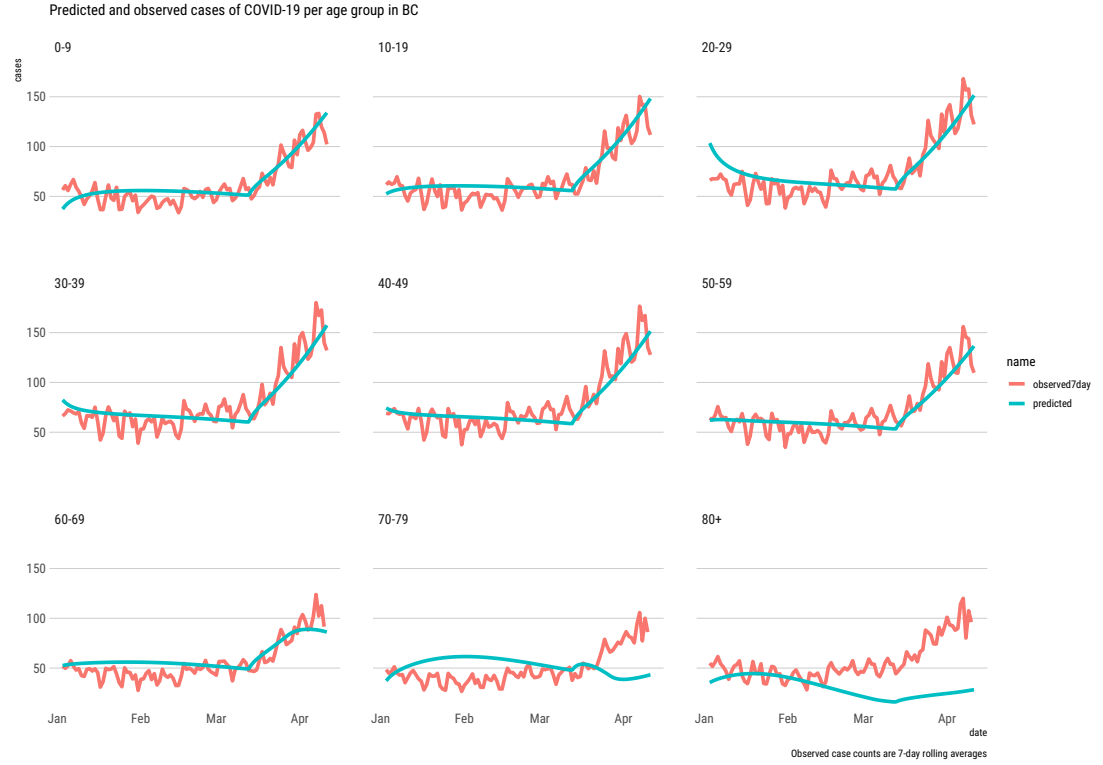 Predicted and observed cases of COVID-19 per age group in BC
0-9
10-19
20-29
cases
150
100
50
30-39
40-49
50-59
150
100
50
name
observed7day
predicted
60-69
70-79
80+
150
100
50
Jan Feb Mar Apr Jan Feb Mar Apr Jan Feb Mar Apr
date
Observed case counts are 7-day rolling averages